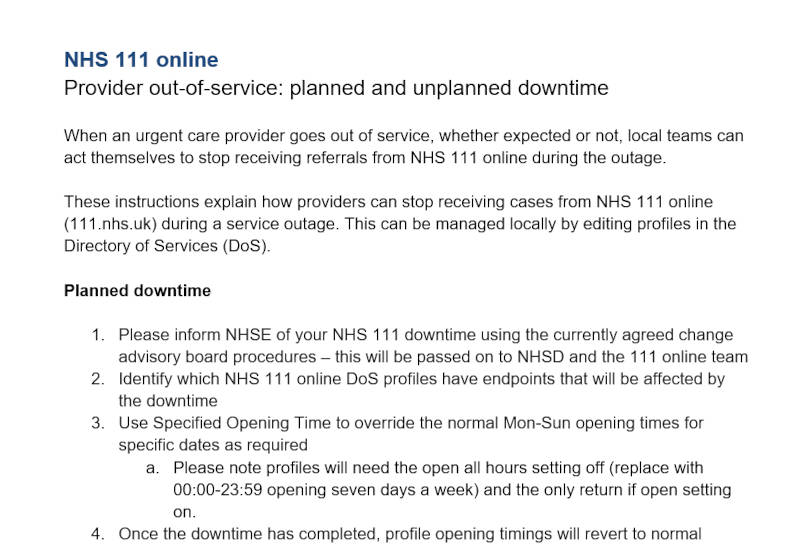 NHS 111 online
Provider out-of-service: planned and unplanned downtime
When an urgent care provider goes out of service, whether expected or not, local teams can
act themselves to stop receiving referrals from NHS 111 online during the outage.
These instructions explain how providers can stop receiving cases from NHS 111 online
(111.nhs.uk) during a service outage. This can be managed locally by editing profiles in the
Directory of Services (DoS).
Planned downtime
1. Please inform NHSE of your NHS 111 downtime using the currently agreed change
advisory board procedures – this will be passed on to NHSD and the 111 online team
2. Identify which NHS 111 online DoS profiles have endpoints that will be affected by
the downtime
3. Use Specified Opening Time to override the normal Mon-Sun opening times for
specific dates as required
a. Please note profiles will need the open all hours setting off (replace with
00:00-23:59 opening seven days a week) and the only return if open setting
on.
4. Once the downtime has completed, profile opening timings will revert to normal